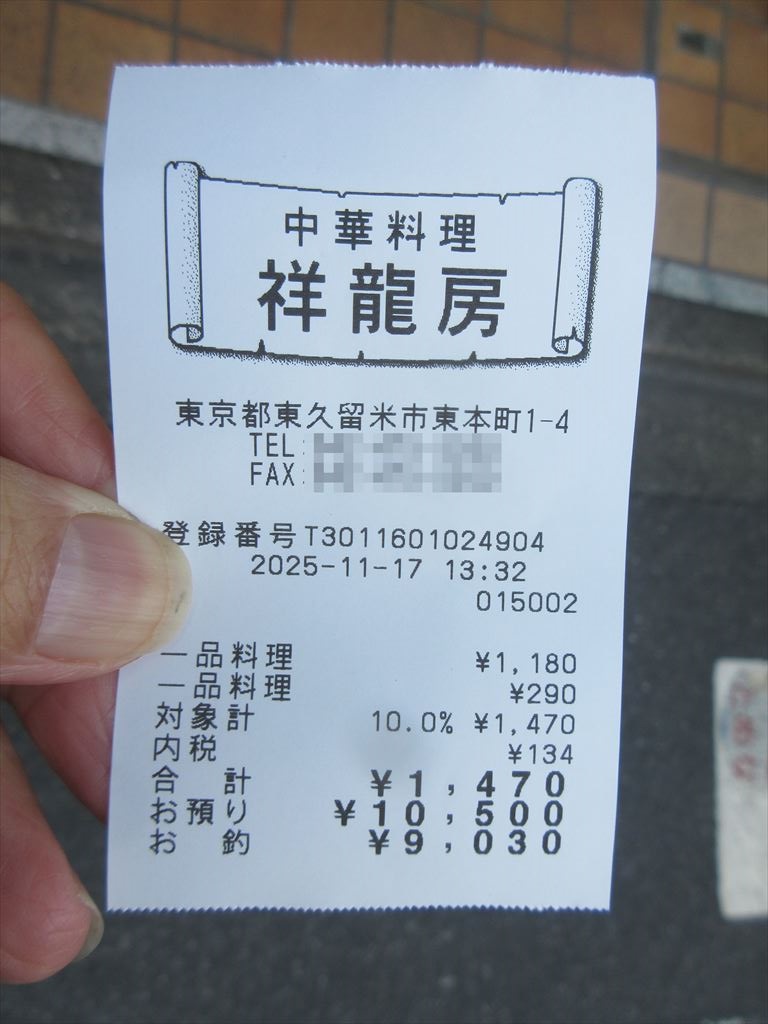 中華料理
祥龍房
東京都東久留米市東本町1-4
TEL:
FAX:
登録番号T3011601024904
2025-11-17 13:32
015002
一品料理 ¥1,180
一品料理 ¥290
対象計 10.0% ¥1,470
内税 ¥134
合 計 ¥1,470
お預り ¥10,500
お 釣 ¥9,030